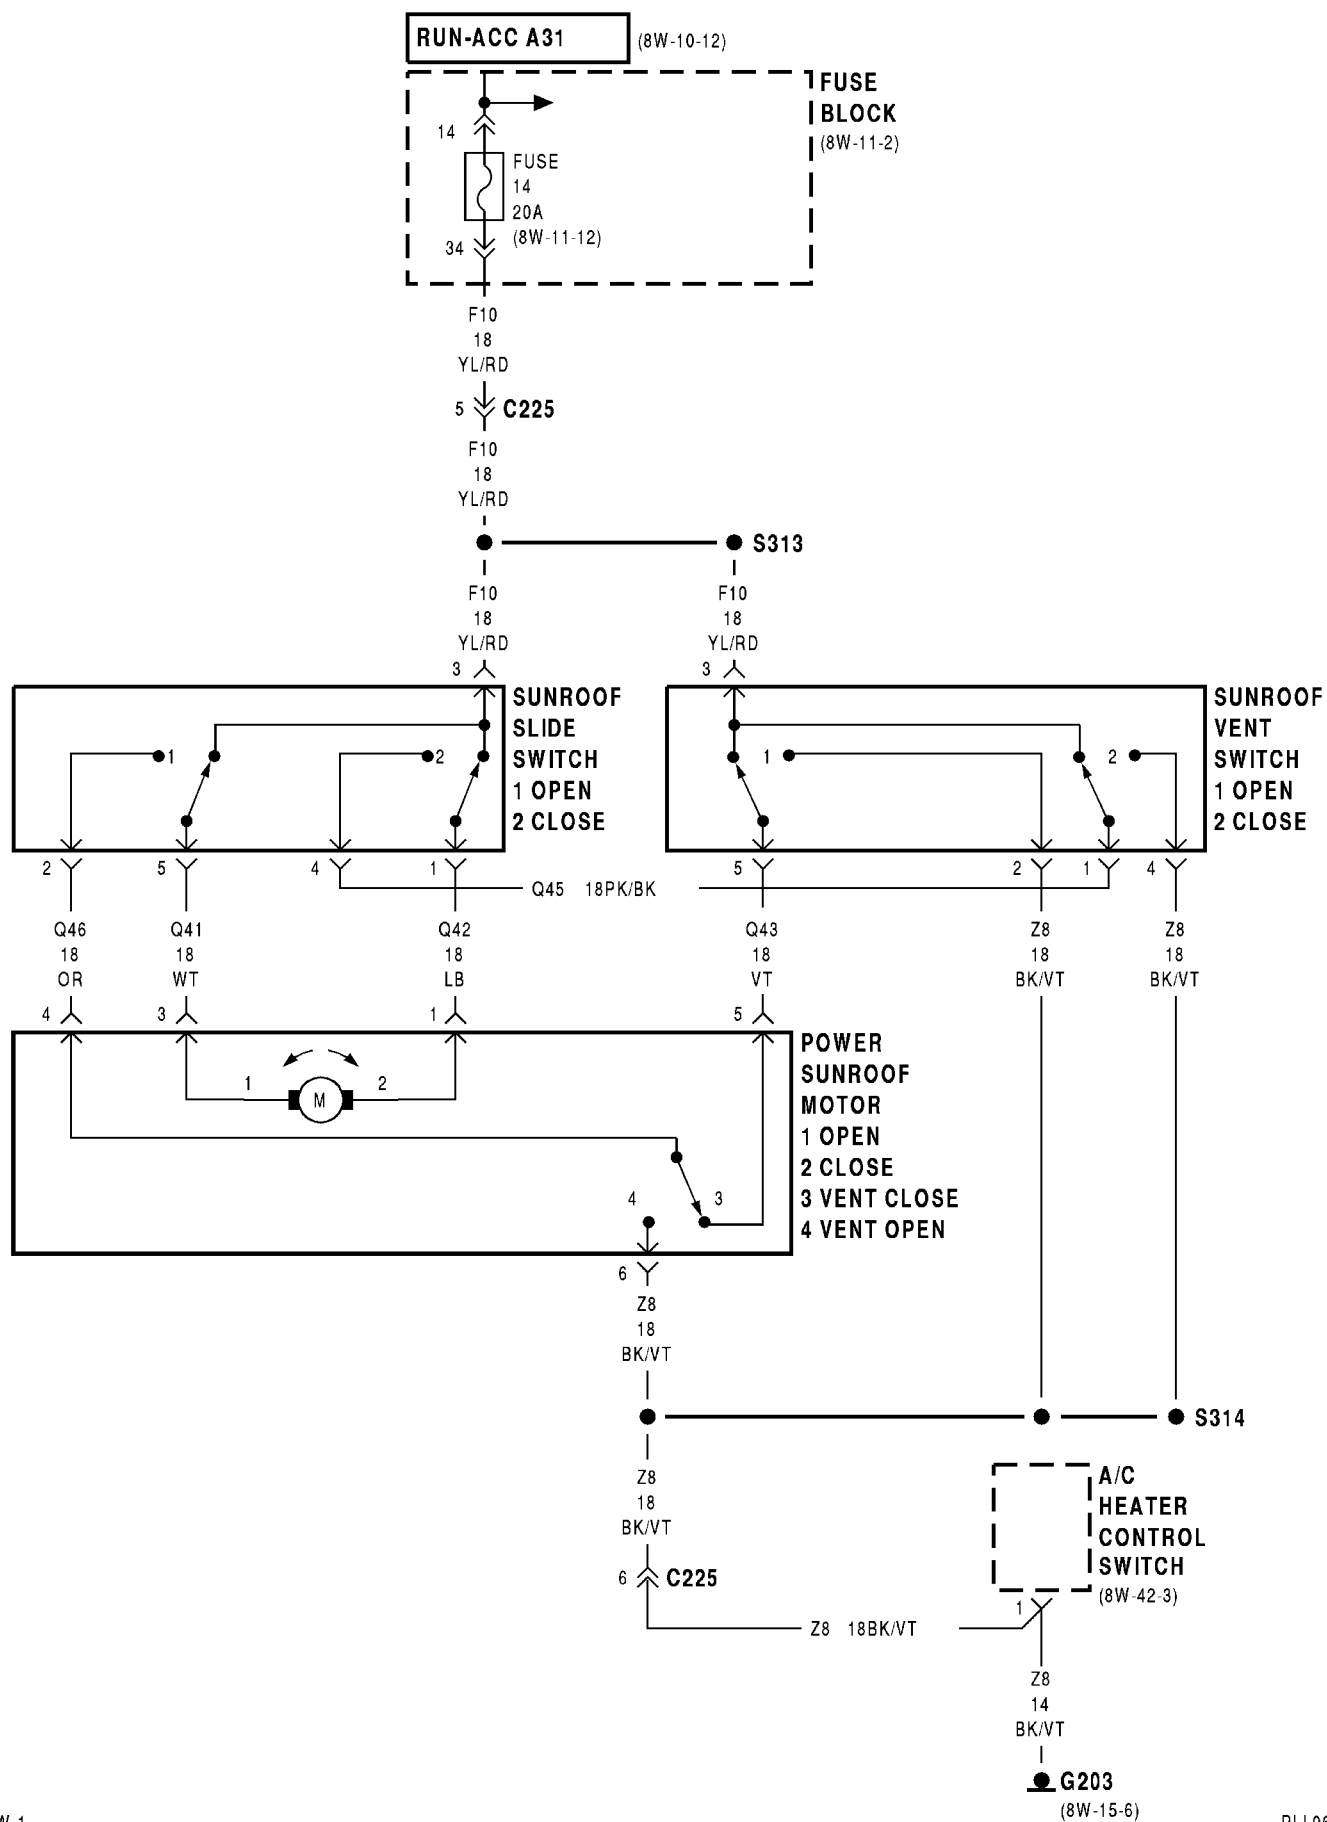 RUN-ACC A31
(8W-10-12)
FUSE
BLOCK
(8W-11-2)
14
FUSE
14
20A
(8W-11-12)
34
F10
18
YL/RD
5
C225
F10
18
YL/RD
S313
F10
18
YL/RD
F10
18
YL/RD
3
3
SUNROOF
SLIDE
SWITCH
1 OPEN
2 CLOSE
1
2
SUNROOF
VENT
SWITCH
1 OPEN
2 CLOSE
1
2
2
5
4
1
5
2
1
4
Q45 18PK/BK
Q46
18
OR
Q41
18
WT
Q42
18
LB
Q43
18
VT
Z8
18
BK/VT
Z8
18
BK/VT
4
3
1
5
1
M
2
POWER
SUNROOF
MOTOR
1 OPEN
2 CLOSE
3 VENT CLOSE
4 VENT OPEN
4
3
6
Z8
18
BK/VT
S314
Z8
18
BK/VT
A/C
HEATER
CONTROL
SWITCH
(8W-42-3)
6
C225
1
Z8 18BK/VT
Z8
14
BK/VT
G203
(8W-15-6)